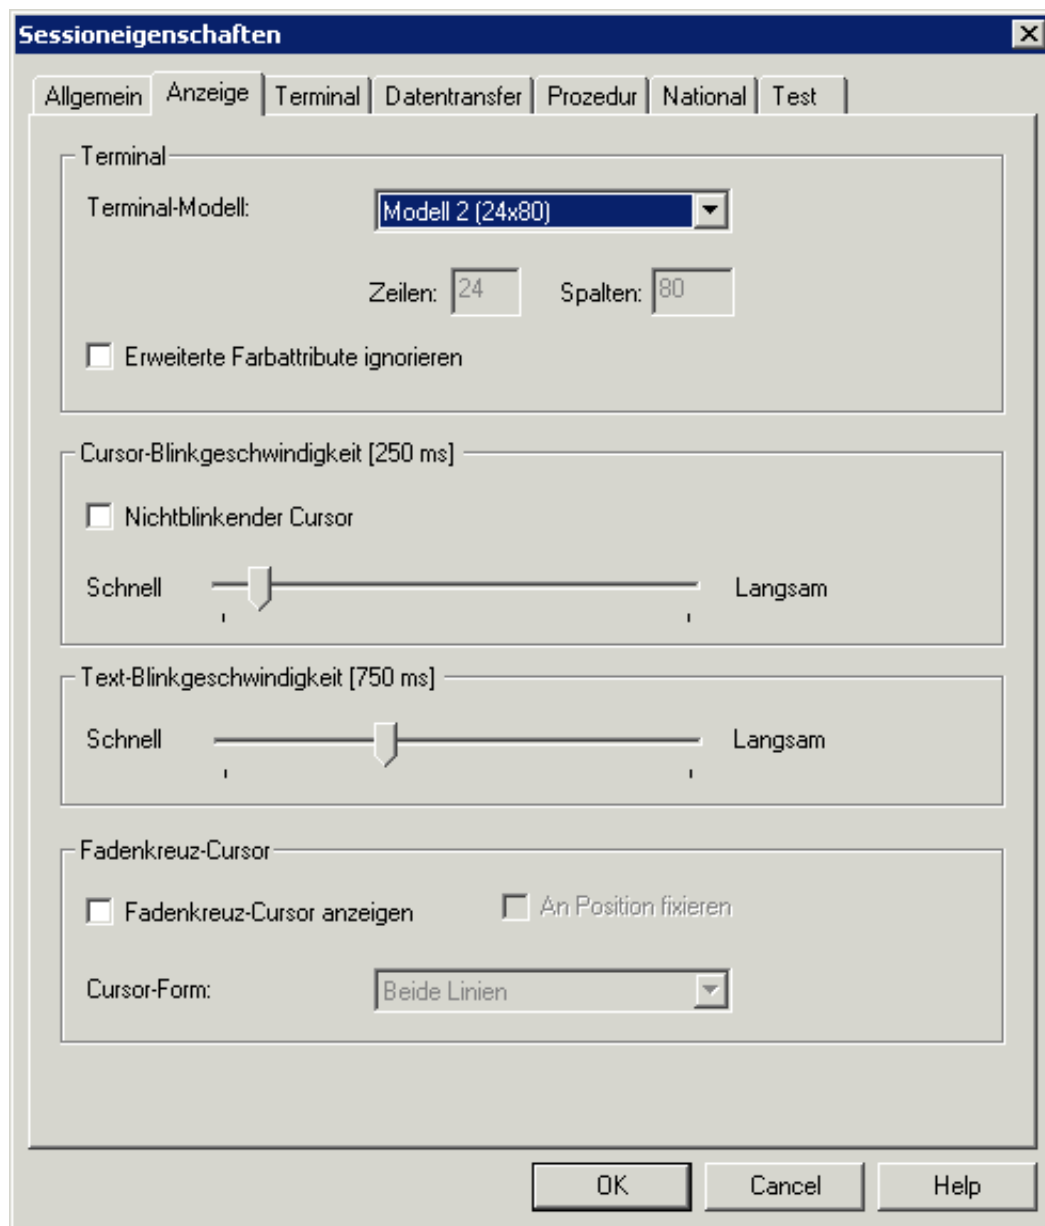 Sessioneigenschaften
Allgemein Anzeige Terminal Datentransfer Prozedur National Test
Terminal
Terminal-Modell: Modell 2 (24x80)
Zeilen: 24 Spalten: 80
Erweiterte Farbattribute ignorieren
Cursor-Blinkgeschwindigkeit [250 ms]
Nichtblinkender Cursor
Schnell Langsam
Text-Blinkgeschwindigkeit [750 ms]
Schnell Langsam
Fadenkreuz-Cursor
Fadenkreuz-Cursor anzeigen An Position fixieren
Cursor-Form: Beide Linien
OK Cancel Help